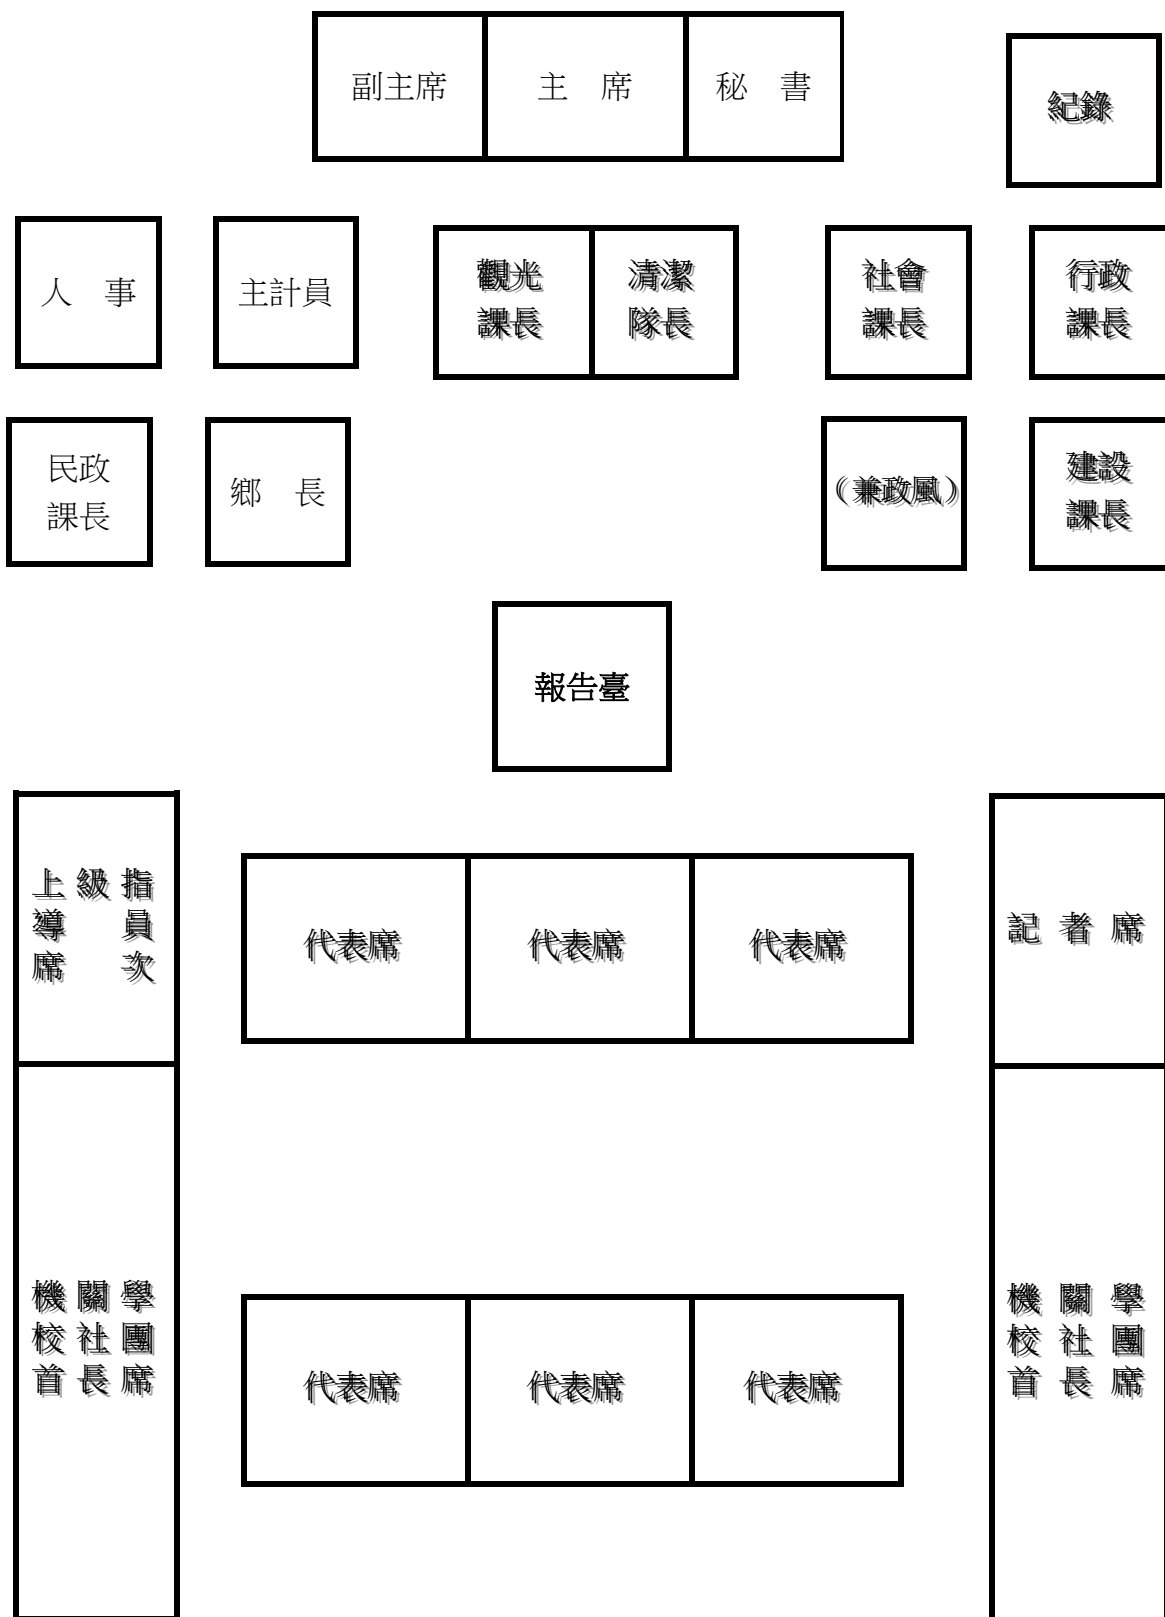 副主席
主　席
秘　書
紀錄
人　事
主計員
觀光
課長
清潔
隊長
社會
課長
行政
課長
民政
課長
鄉　長
（兼政風）
建設
課長
報告臺
上級指
導　員
席　次
代表席
代表席
代表席
記者席
機關學
校社團
首長席
代表席
代表席
代表席
機關學
校社團
首長席